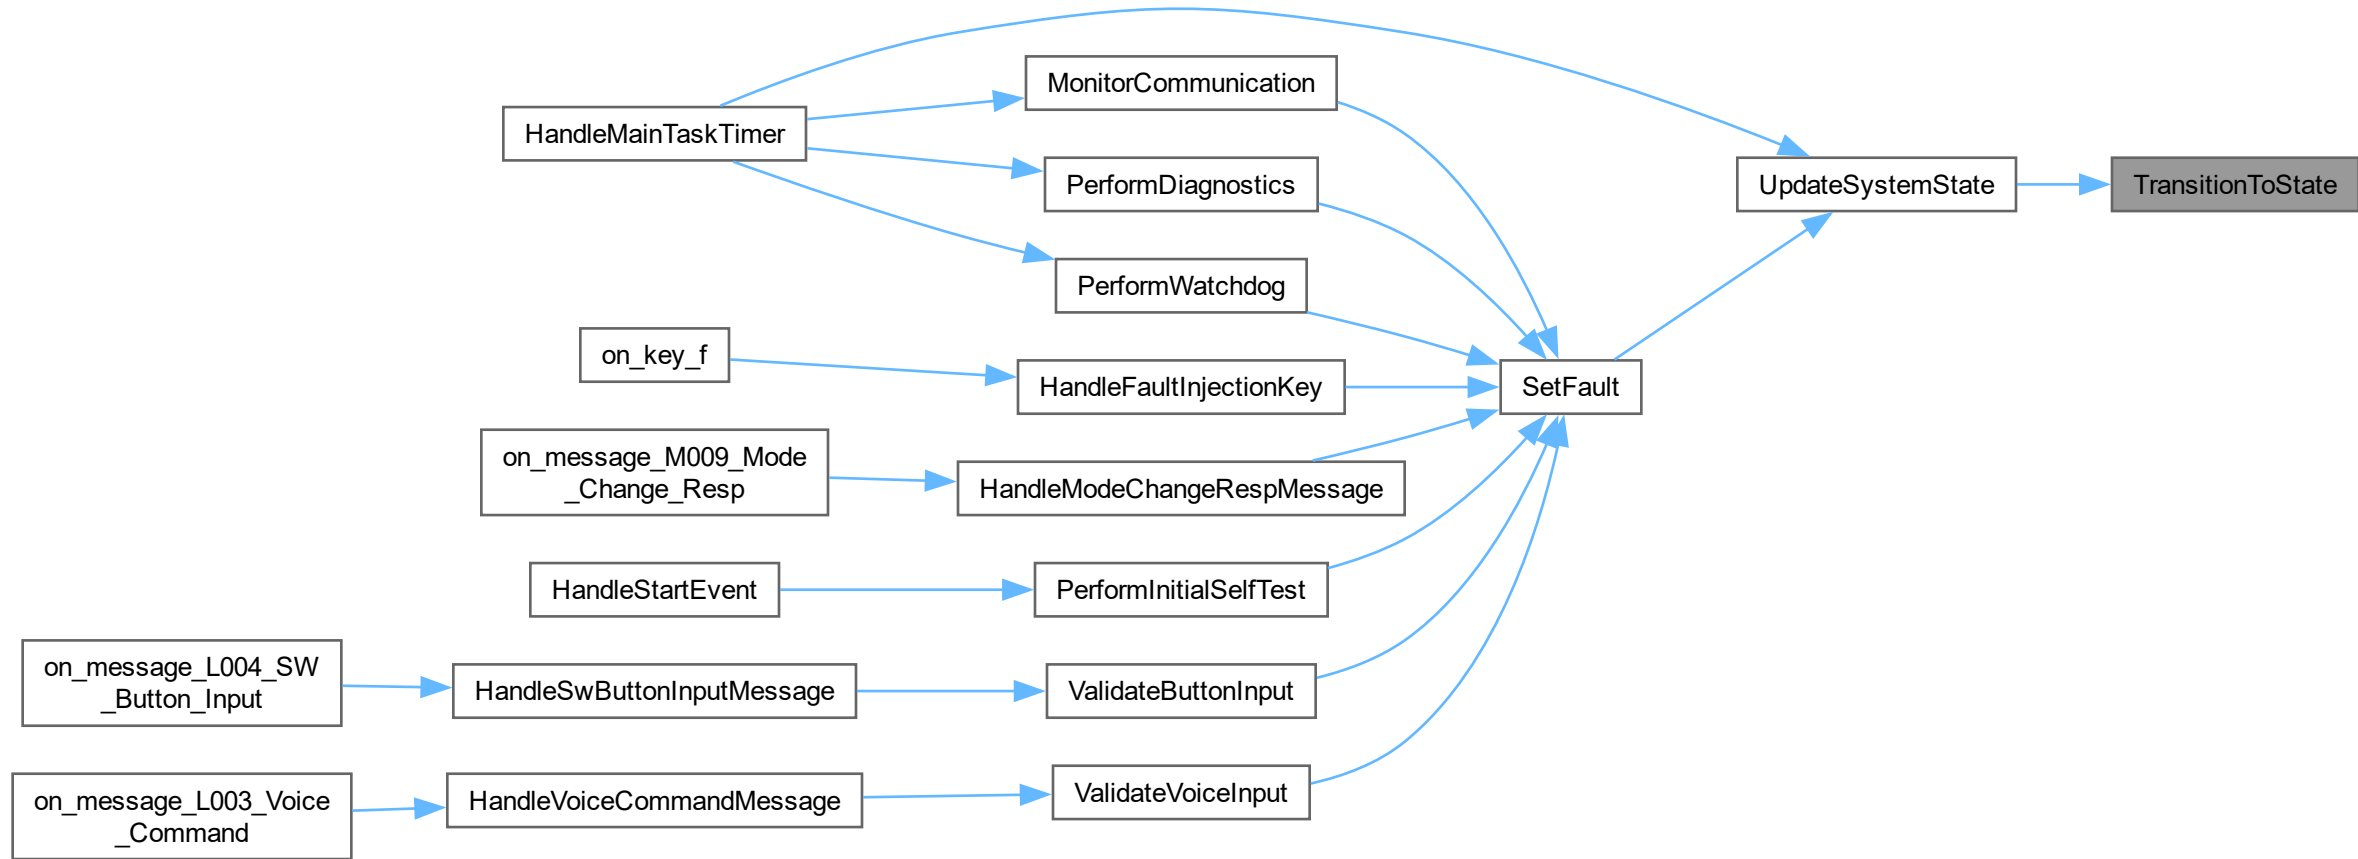 MonitorCommunication
HandleMainTaskTimer
PerformDiagnostics
UpdateSystemState
TransitionToState
PerformWatchdog
on_key_f
HandleFaultInjectionKey
SetFault
on_message_M009_Mode
_Change_Resp
HandleModeChangeRespMessage
HandleStartEvent
PerformInitialSelfTest
on_message_L004_SW
_Button_Input
HandleSwButtonInputMessage
ValidateButtonInput
on_message_L003_Voice
_Command
HandleVoiceCommandMessage
ValidateVoiceInput